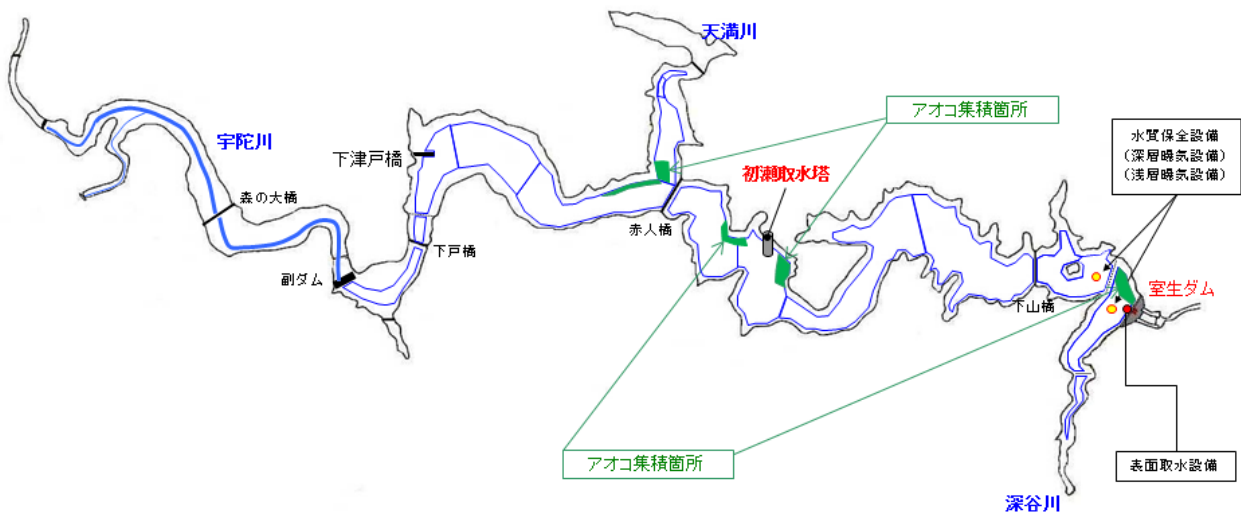 天満川
アオコ集積箇所
水質保全設備
(深層曝気設備)
(浅層曝気設備)
宇陀川
下津戸橋
初瀬取水塔
森の大橋
赤人橋
下戸橋
副ダム
下山橋
室生ダム
アオコ集積箇所
表面取水設備
深谷川